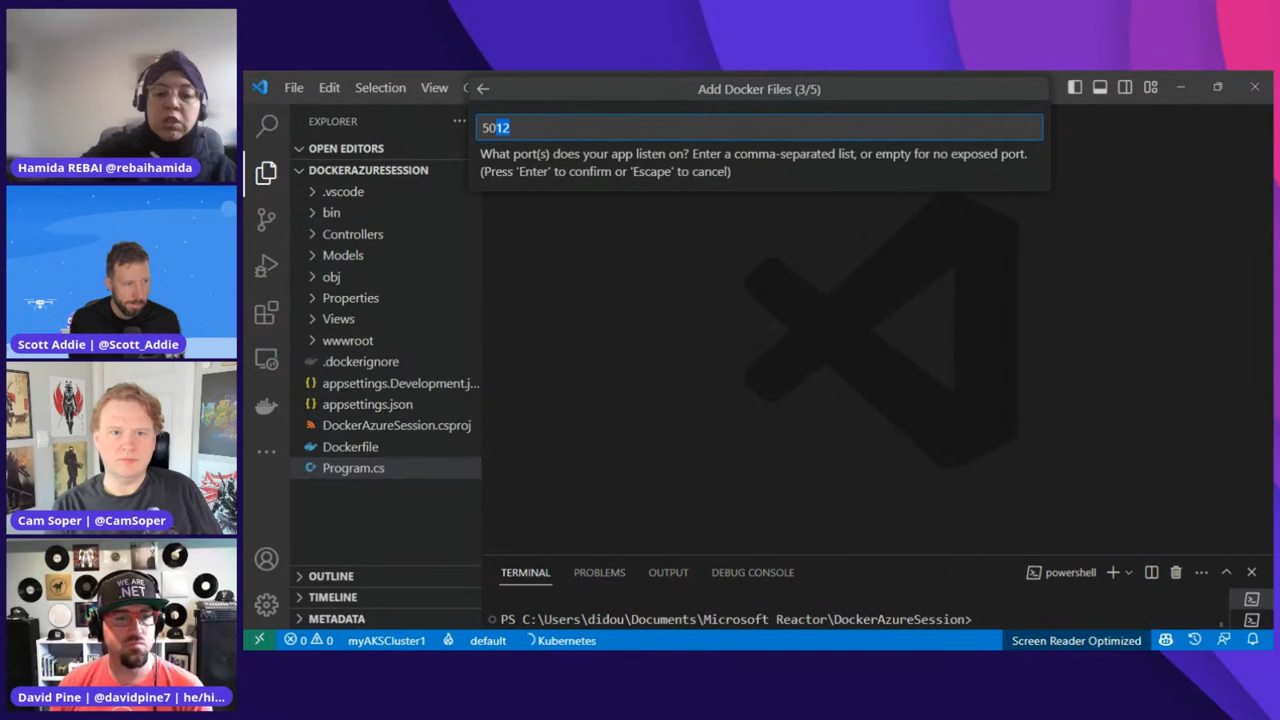 Hamida REBAI @rebaihamida
Scott Addie | @Scott_Addie
Cam Soper | @CamSoper
WE ARE
.NET
David Pine | @davidpine7 | he/hi...
File Edit Selection View
Add Docker Files (3/5)
5012
What port(s) does your app listen on? Enter a comma-separated list, or empty for no exposed port.
(Press 'Enter' to confirm or 'Escape' to cancel)
EXPLORER
OPEN EDITORS
DOCKERAZURESESSION
.vscode
bin
Controllers
Models
obj
Properties
Views
wwwroot
.dockerignore
appsettings.Development.j...
appsettings.json
DockerAzureSession.csproj
Dockerfile
Program.cs
OUTLINE
TIMELINE
METADATA
TERMINAL PROBLEMS OUTPUT DEBUG CONSOLE
powershell
PS C:\Users\didou\Documents\Microsoft Reactor\DockerAzureSession>
0 0 myAKSCluster1 default Kubernetes
Screen Reader Optimized